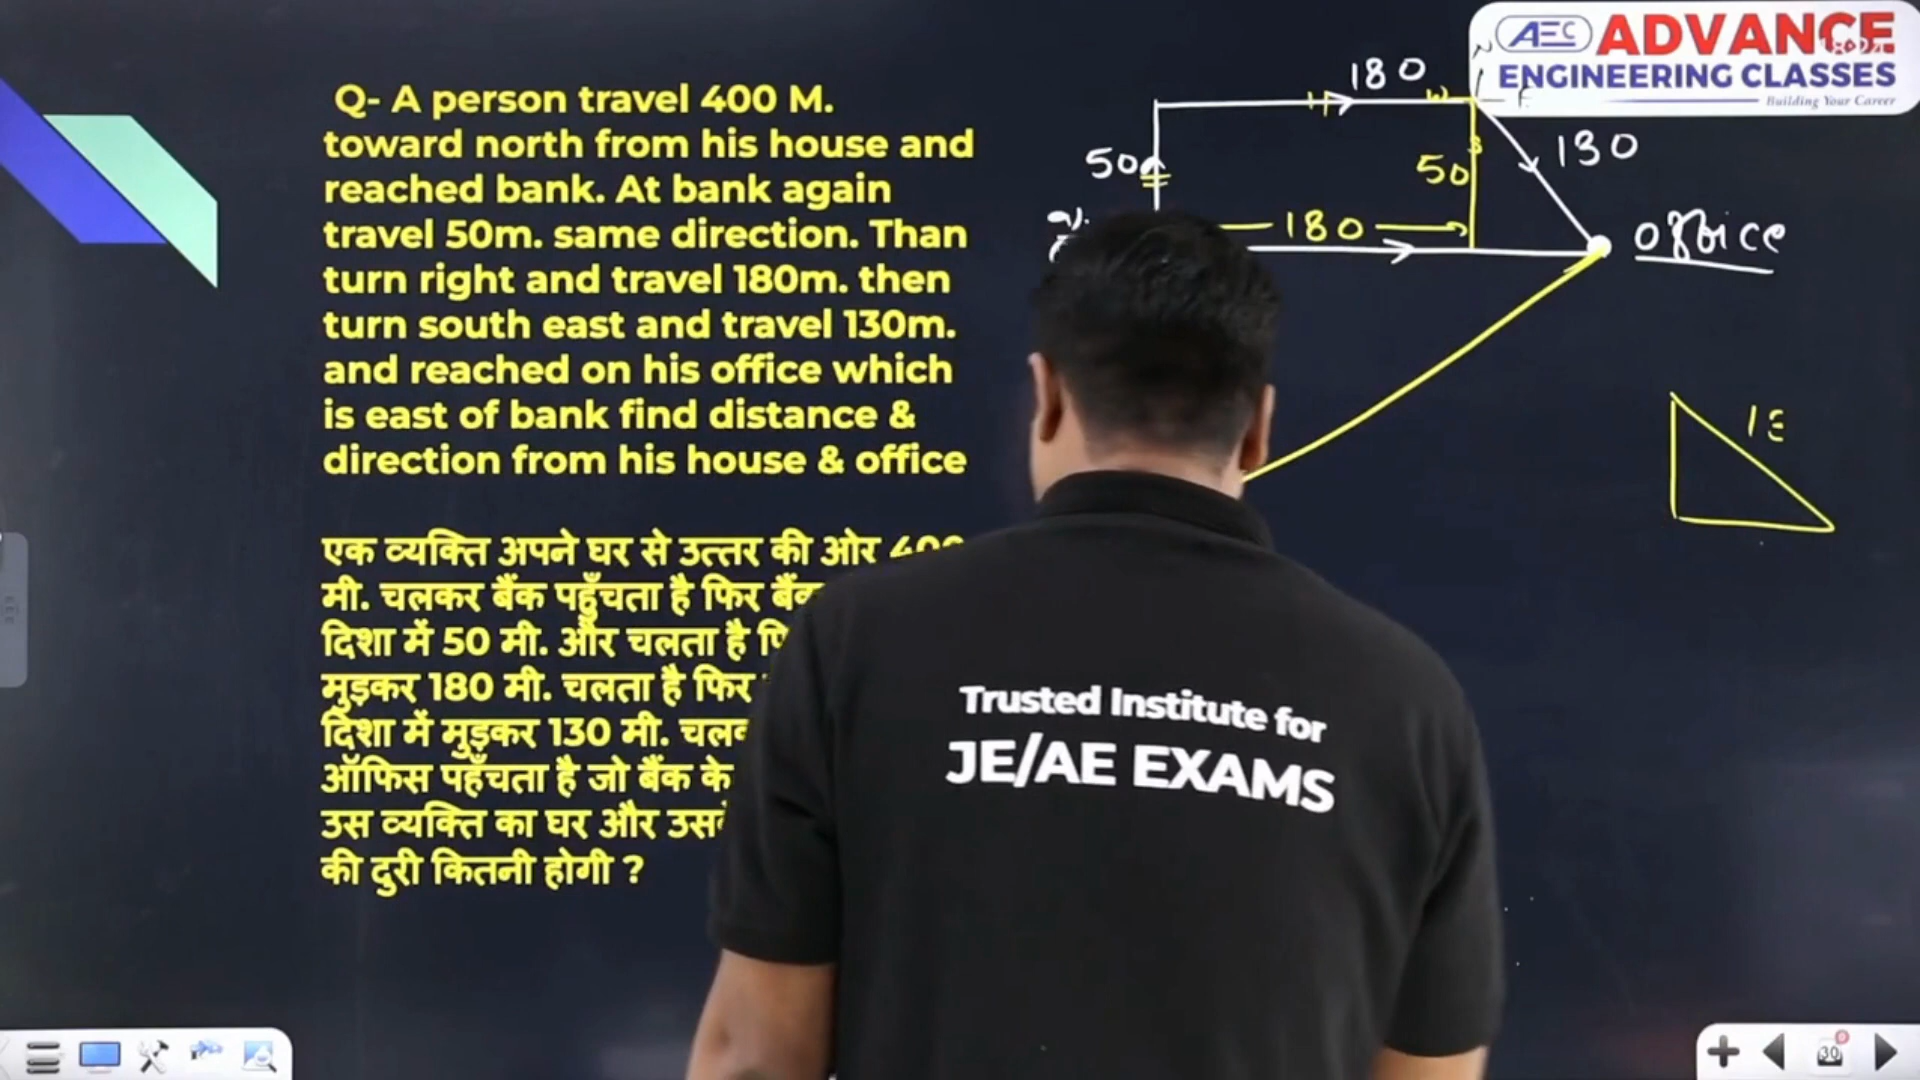 Q- A person travel 400 M.
toward north from his house and
reached bank. At bank again
travel 50m. same direction. Than
turn right and travel 180m. then
turn south east and travel 130m.
and reached on his office which
is east of bank find distance &
direction from his house & office
एक व्यक्ति अपने घर से उत्तर की ओर 400
मी. चलकर बैंक पहुँचता है फिर बैंक
दिशा में 50 मी. और चलता है
मुड़कर 180 मी. चलता है फिर
दिशा में मुड़कर 130 मी.
ऑफिस पहुँचता है जो बैंक के
उस व्यक्ति का घर और
की दुरी कितनी होगी ?
AEC ADVANCE
ENGINEERING CLASSES
Building Your Career
180
N
W E
S
50
50
130
180
office
13
Trusted Institute for
JE/AE EXAMS
30